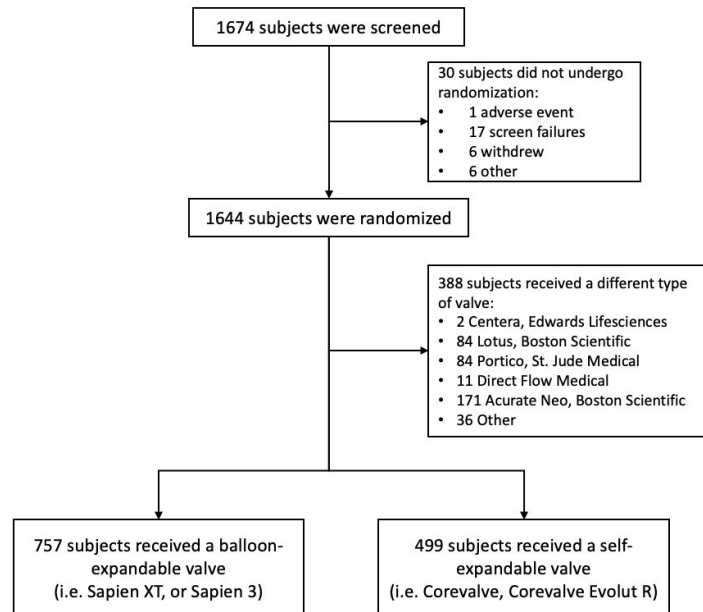 1674 subjects were screened
30 subjects did not undergo
randomization:
• 1 adverse event
• 17 screen failures
• 6 withdrew
• 6 other
1644 subjects were randomized
388 subjects received a different type
of valve:
• 2 Centera, Edwards Lifesciences
• 84 Lotus, Boston Scientific
• 84 Portico, St. Jude Medical
• 11 Direct Flow Medical
• 171 Acurate Neo, Boston Scientific
• 36 Other
757 subjects received a balloon-
expandable valve
(i.e. Sapien XT, or Sapien 3)
499 subjects received a self-
expandable valve
(i.e. Corevalve, Corevalve Evolut R)